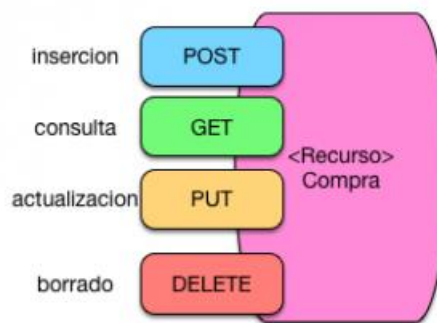 insercion
POST
consulta
GET
<Recurso>
Compra
actualizacion
PUT
borrado
DELETE